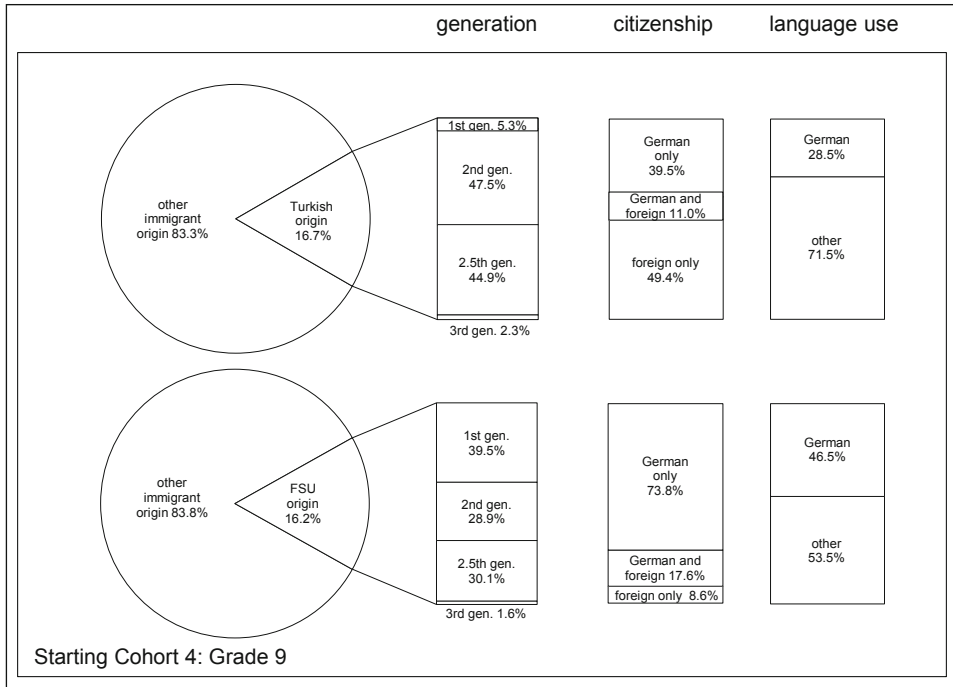 generation
citizenship
language use
other
immigrant
origin 83.3%
Turkish
origin
16.7%
1st gen. 5.3%
2nd gen.
47.5%
2.5th gen.
44.9%
3rd gen. 2.3%
German
only
39.5%
German and
foreign 11.0%
foreign only
49.4%
German
28.5%
other
71.5%
other
immigrant
origin 83.8%
FSU
origin
16.2%
1st gen.
39.5%
2nd gen.
28.9%
2.5th gen.
30.1%
3rd gen. 1.6%
German
only
73.8%
German and
foreign 17.6%
foreign only 8.6%
German
46.5%
other
53.5%
Starting Cohort 4: Grade 9